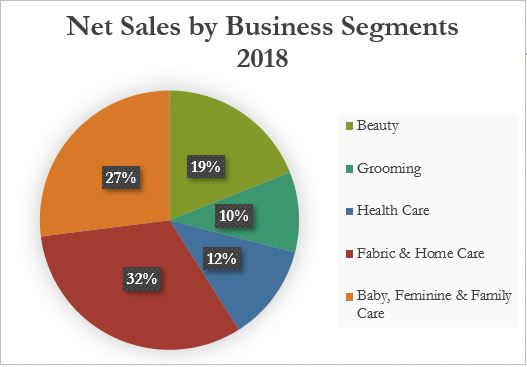 Net Sales by Business Segments
2018
19%
10%
12%
32%
27%
Beauty
Grooming
Health Care
Fabric & Home Care
Baby, Feminine & Family
Care